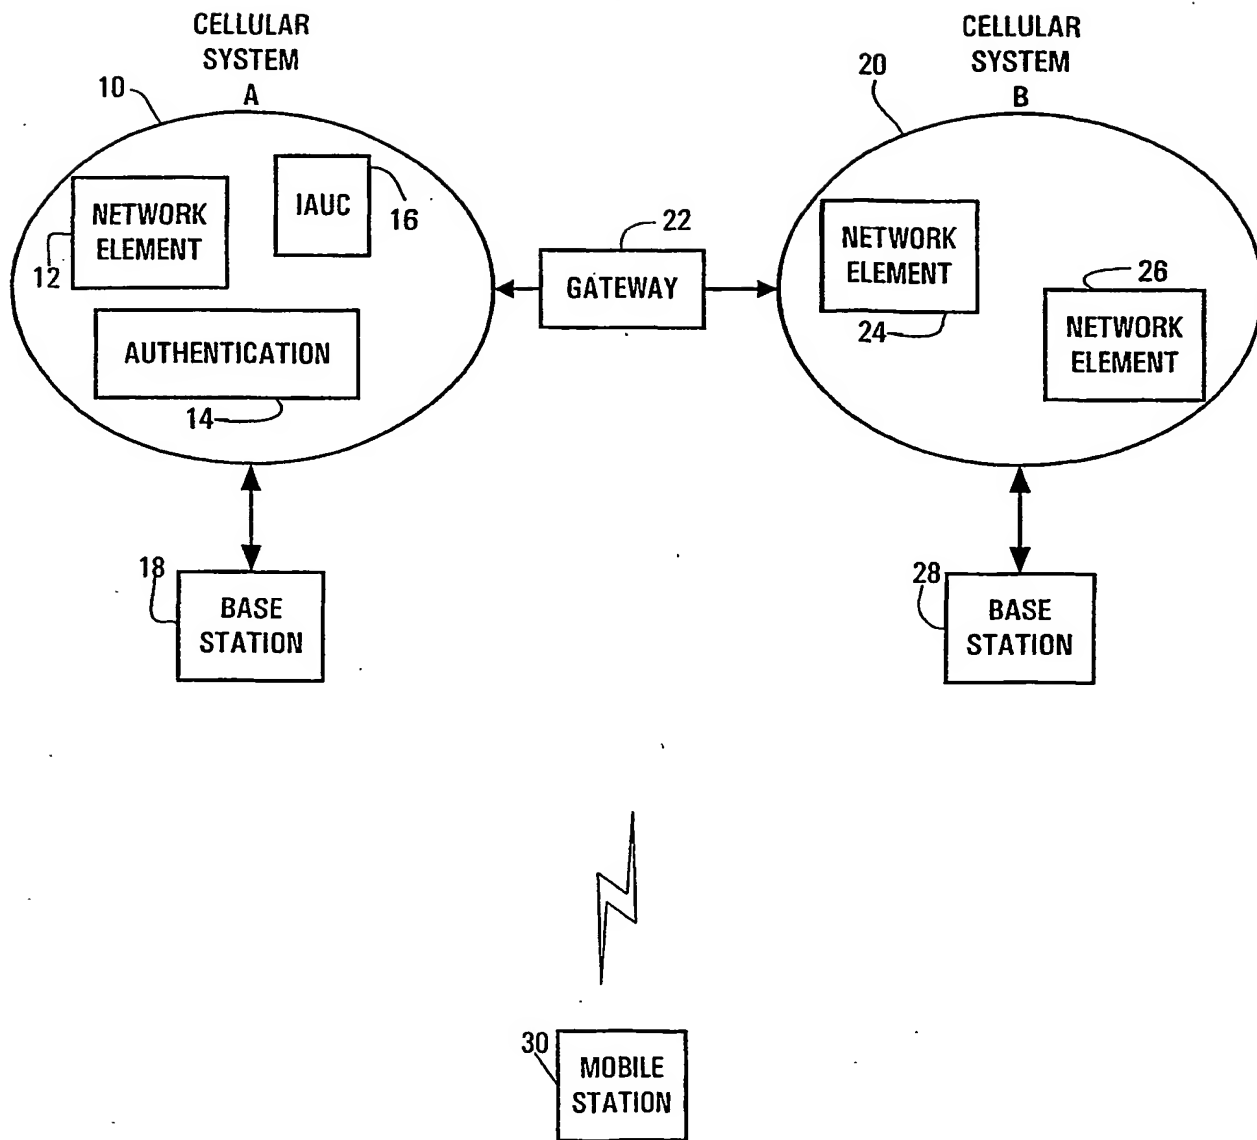 CELLULAR
SYSTEM
A
10
NETWORK
ELEMENT
12
IAUC
16
AUTHENTICATION
14
22
GATEWAY
CELLULAR
SYSTEM
B
20
NETWORK
ELEMENT
24
26
NETWORK
ELEMENT
18
BASE
STATION
28
BASE
STATION
30
MOBILE
STATION